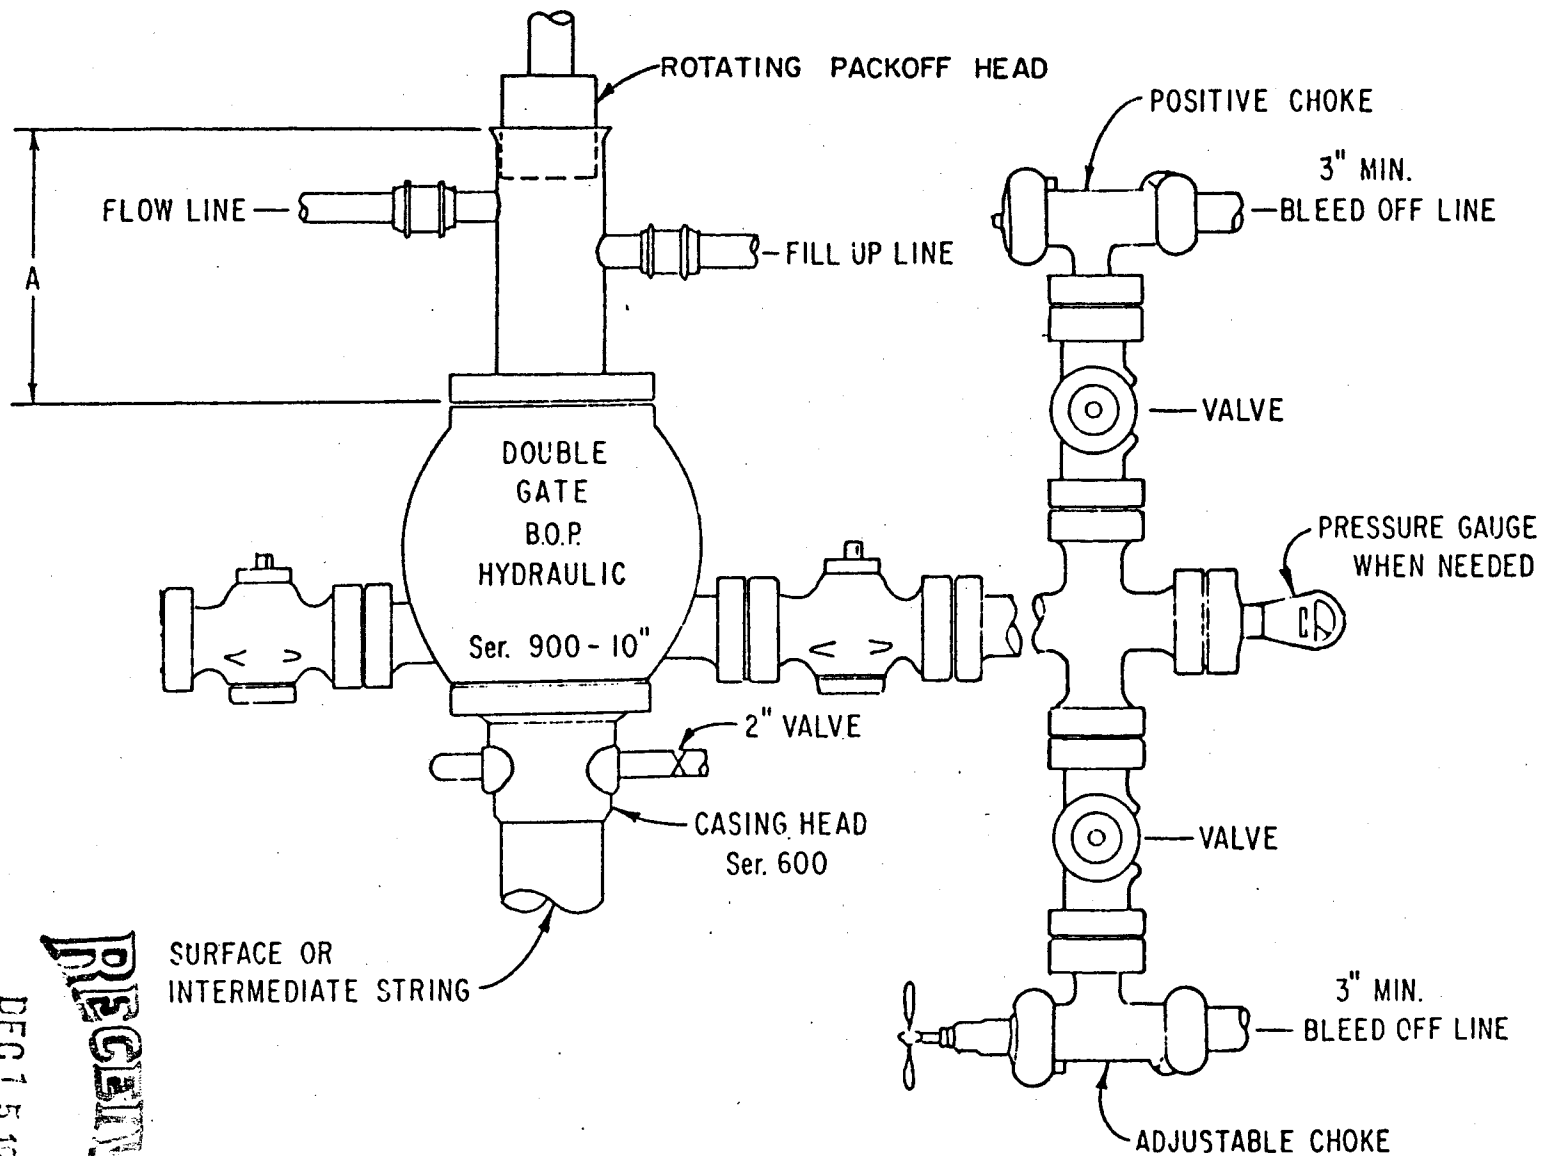 ROTATING PACKOFF HEAD
POSITIVE CHOKE
3" MIN.
BLEED OFF LINE
FLOW LINE
FILL UP LINE
A
VALVE
DOUBLE
GATE
B.O.P.
HYDRAULIC
Ser. 900 - 10"
PRESSURE GAUGE
WHEN NEEDED
2" VALVE
CASING HEAD
Ser. 600
VALVE
SURFACE OR
INTERMEDIATE STRING
3" MIN.
BLEED OFF LINE
ADJUSTABLE CHOKE
DEC 15